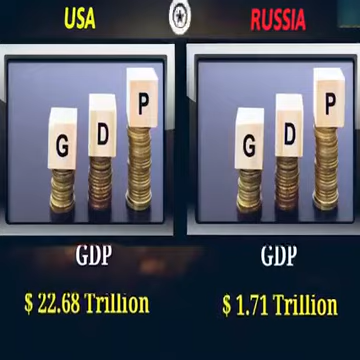 USA
RUSSIA
G D P
G D P
GDP
GDP
$ 22.68 Trillion
$ 1.71 Trillion